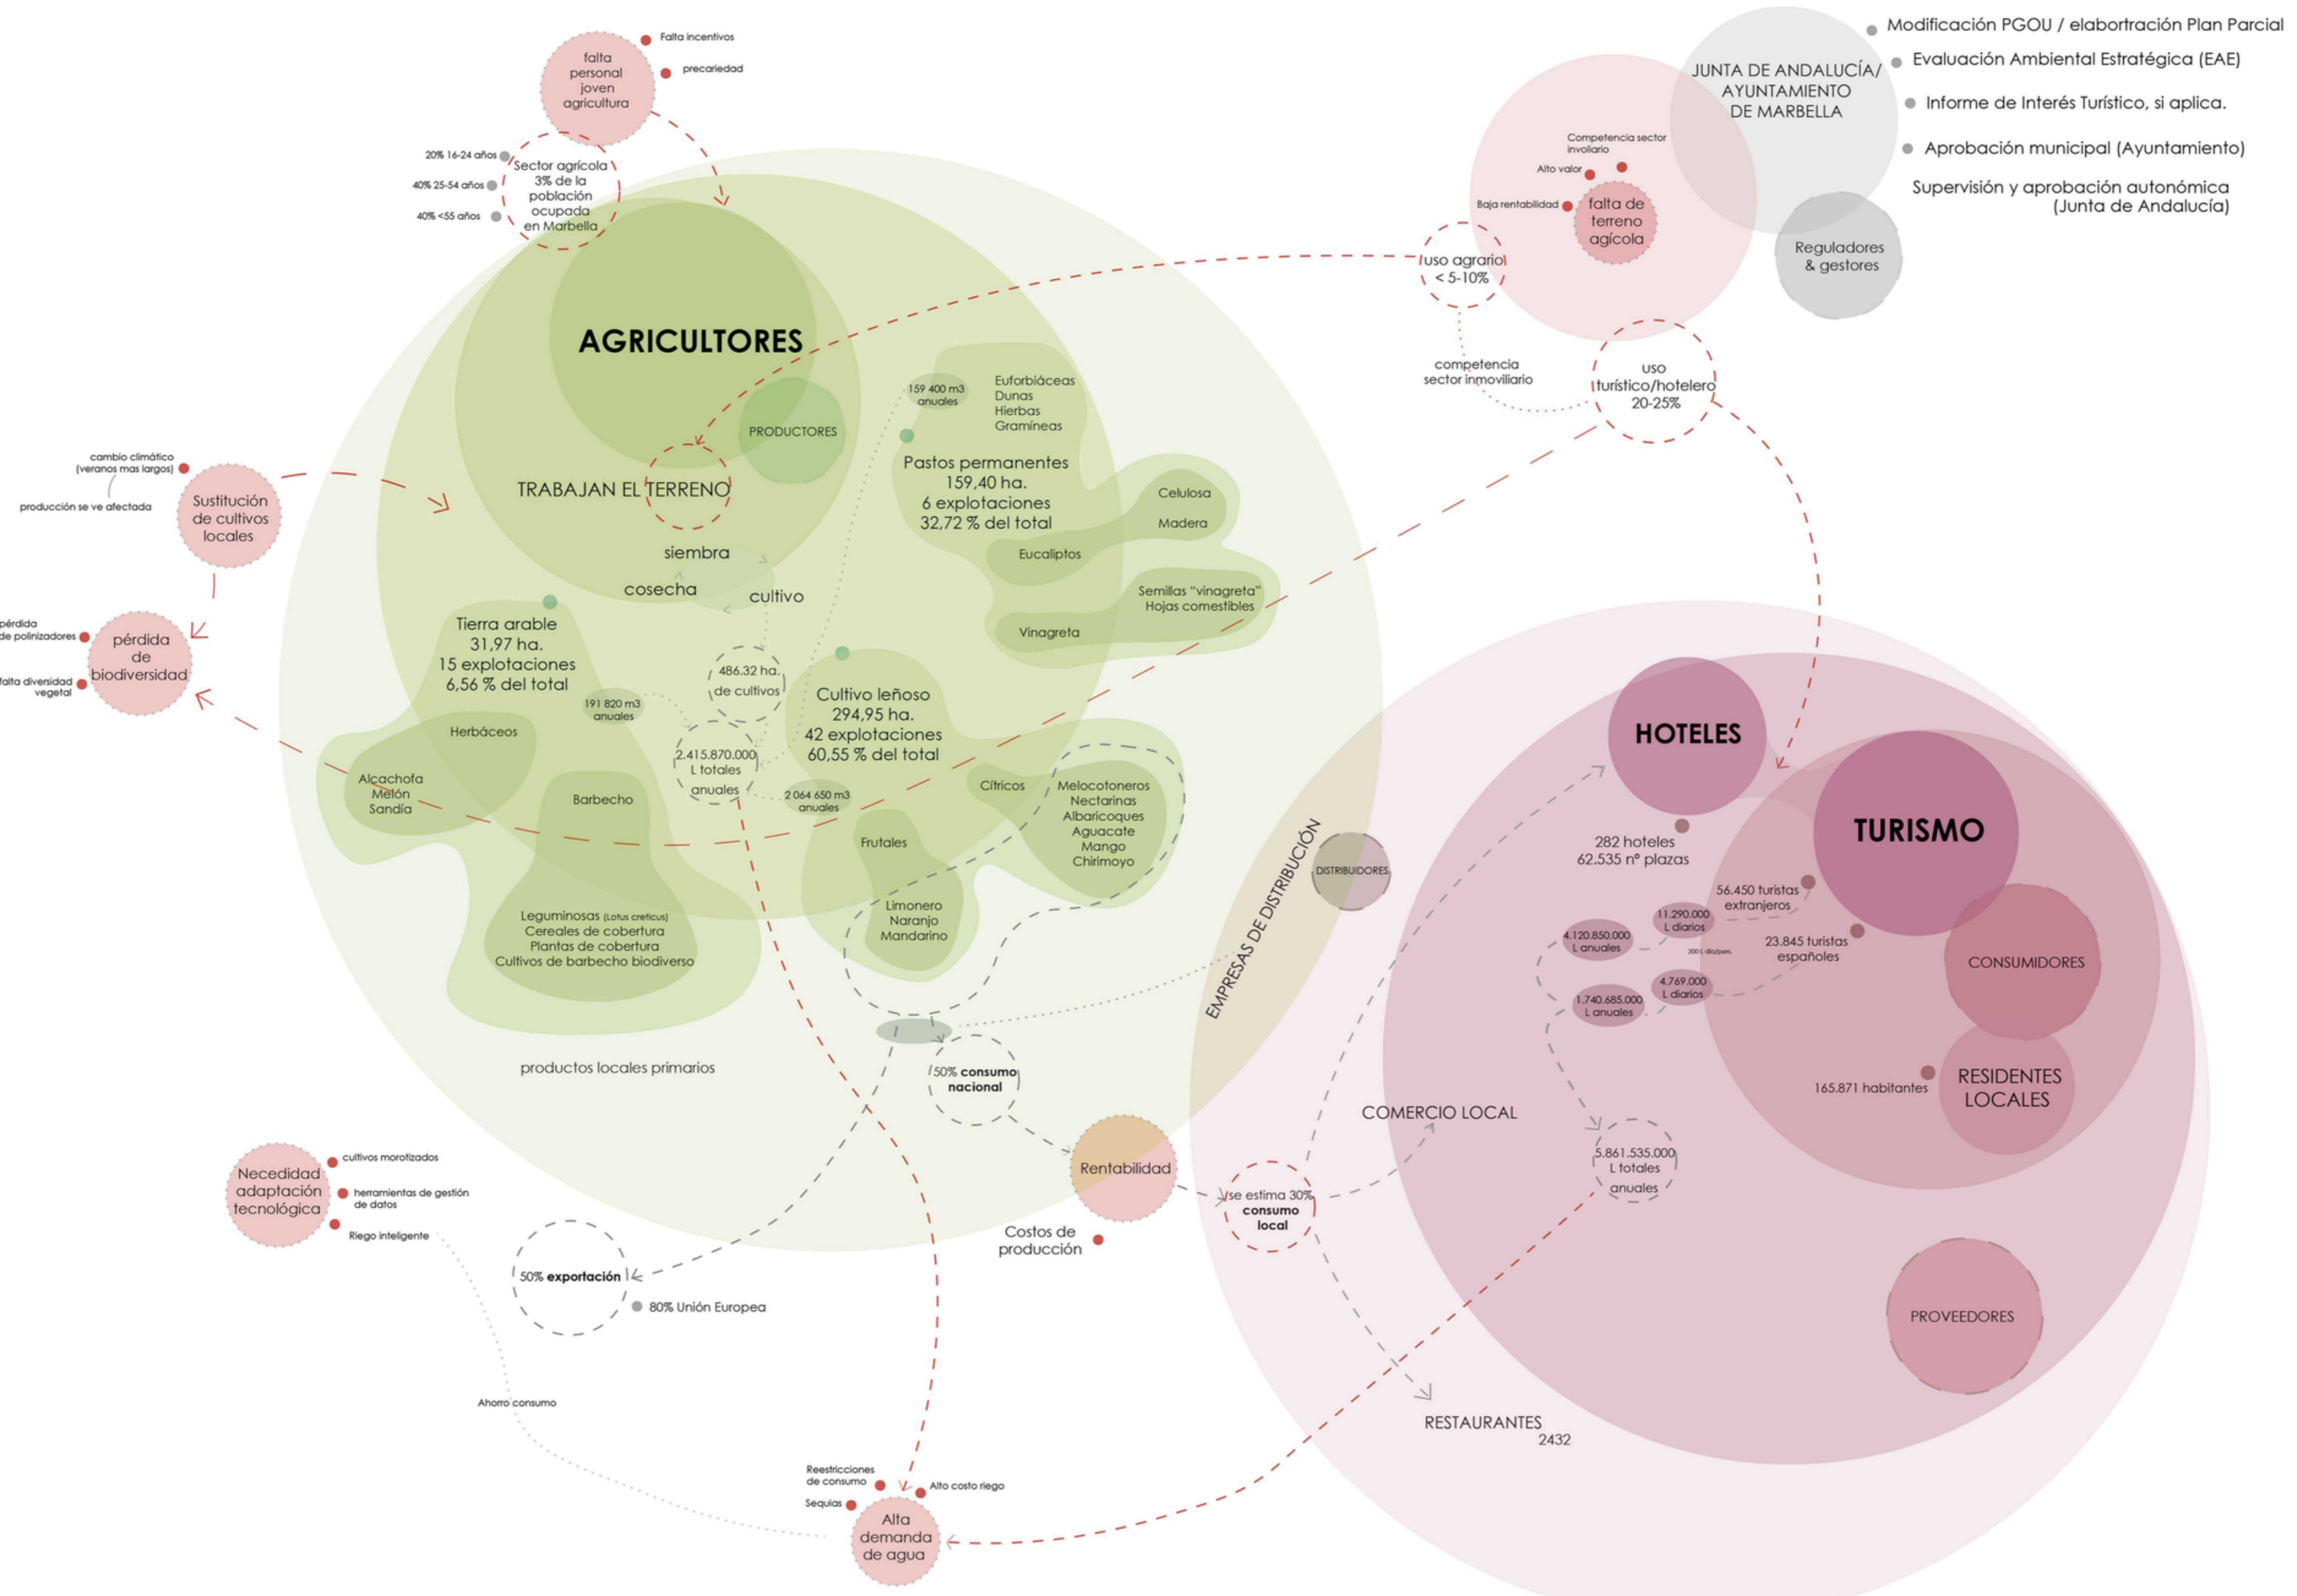 falta
personal
joven
agricultura
Falta incentivos
precariedad
20% 16-24 años
40% 25-54 años
40% <55 años
Sector agrícola
3% de la
población
ocupada
en Marbella
AGRICULTORES
PRODUCTORES
TRABAJAN EL TERRENO
siembra
cosecha
cultivo
159 400 m3
anuales
Euforbiáceas
Dunas
Hierbas
Gramíneas
Pastos permanentes
159,40 ha.
6 explotaciones
32,72 % del total
Celulosa
Madera
Eucaliptos
Semillas “vinagreta”
Hojas comestibles
Vinagreta
Tierra arable
31,97 ha.
15 explotaciones
6,56 % del total
191 820 m3
anuales
486.32 ha.
de cultivos
2.415.870.000
L totales
anuales
Cultivo leñoso
294,95 ha.
42 explotaciones
60,55 % del total
2 064 650 m3
anuales
Herbáceos
Alcachofa
Melón
Sandía
Barbecho
Leguminosas (Lotus creticus)
Cereales de cobertura
Plantas de cobertura
Cultivos de barbecho biodiverso
Frutales
Limonero
Naranjo
Mandarino
Cítricos
Melocotoneros
Nectarinas
Albaricoques
Aguacate
Mango
Chirimoyo
productos locales primarios
cambio climático
(veranos mas largos)
producción se ve afectada
Sustitución
de cultivos
locales
pérdida
de polinizadores
falta diversidad
vegetal
pérdida
de
biodiversidad
Necedidad
adaptación
tecnológica
cultivos morotizados
herramientas de gestión
de datos
Riego inteligente
Ahorro consumo
50% exportación
80% Unión Europea
50% consumo
nacional
Rentabilidad
Costos de
producción
se estima 30%
consumo
local
Reestricciones
de consumo
Sequias
Alto costo riego
Alta
demanda
de agua
EMPRESAS DE DISTRIBUCIÓN
DISTRIBUIDORES
COMERCIO LOCAL
RESTAURANTES
2432
JUNTA DE ANDALUCÍA/
AYUNTAMIENTO
DE MARBELLA
Modificación PGOU / elabortración Plan Parcial
Evaluación Ambiental Estratégica (EAE)
Informe de Interés Turístico, si aplica.
Aprobación municipal (Ayuntamiento)
Supervisión y aprobación autonómica
(Junta de Andalucía)
Reguladores
& gestores
Competencia sector
involiario
Alto valor
Baja rentabilidad
falta de
terreno
agícola
uso agrario
< 5-10%
competencia
sector inmoviliario
uso
turístico/hotelero
20-25%
HOTELES
282 hoteles
62.535 nº plazas
TURISMO
56.450 turistas
extranjeros
11.290.000
L diarios
4.120.850.000
L anuales
200 L dia/pers.
23.845 turistas
españoles
4.769.000
L diarios
1.740.685.000
L anuales
CONSUMIDORES
165.871 habitantes
RESIDENTES
LOCALES
5.861.535.000
L totales
anuales
PROVEEDORES